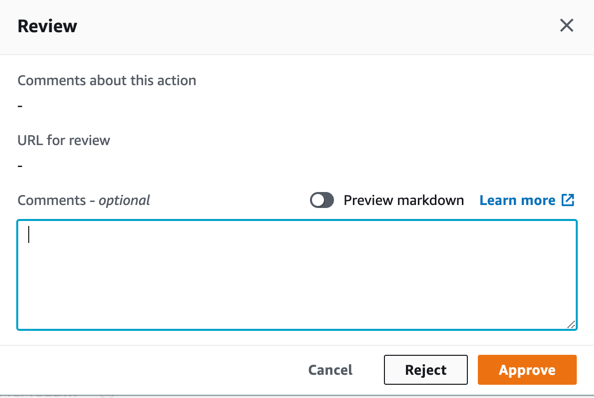 Review
Comments about this action
-
URL for review
-
Comments - optional Preview markdown Learn more
Cancel Reject Approve